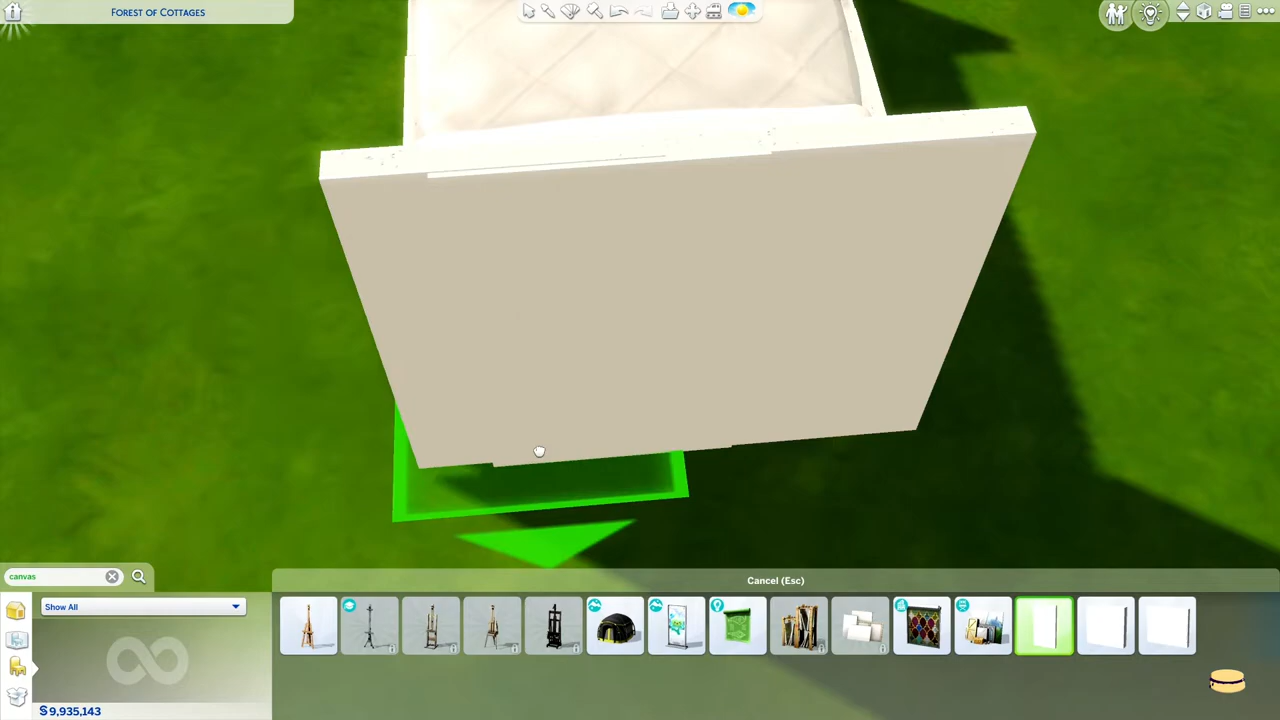 FOREST OF COTTAGES
canvas
Cancel (Esc)
Show All
§9,935,143